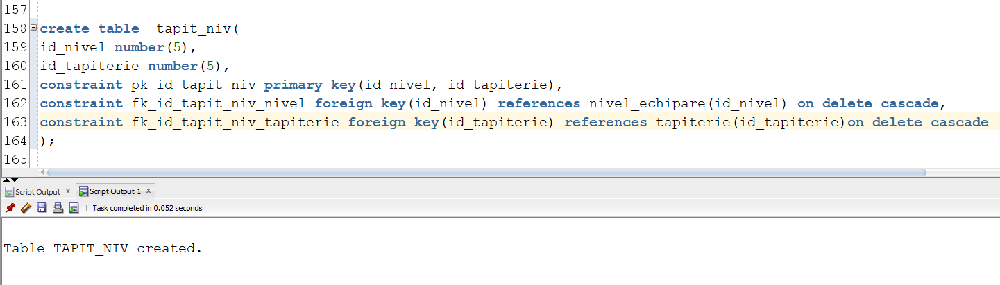 157
158 create table  tapit_niv(
159 id_nivel number(5),
160 id_tapiterie number(5),
161 constraint pk_id_tapit_niv primary key(id_nivel, id_tapiterie),
162 constraint fk_id_tapit_niv_nivel foreign key(id_nivel) references nivel_echipare(id_nivel) on delete cascade,
163 constraint fk_id_tapit_niv_tapiterie foreign key(id_tapiterie) references tapiterie(id_tapiterie)on delete cascade
164 );
165
Script Output x Script Output 1 x
Task completed in 0.052 seconds
Table TAPIT_NIV created.